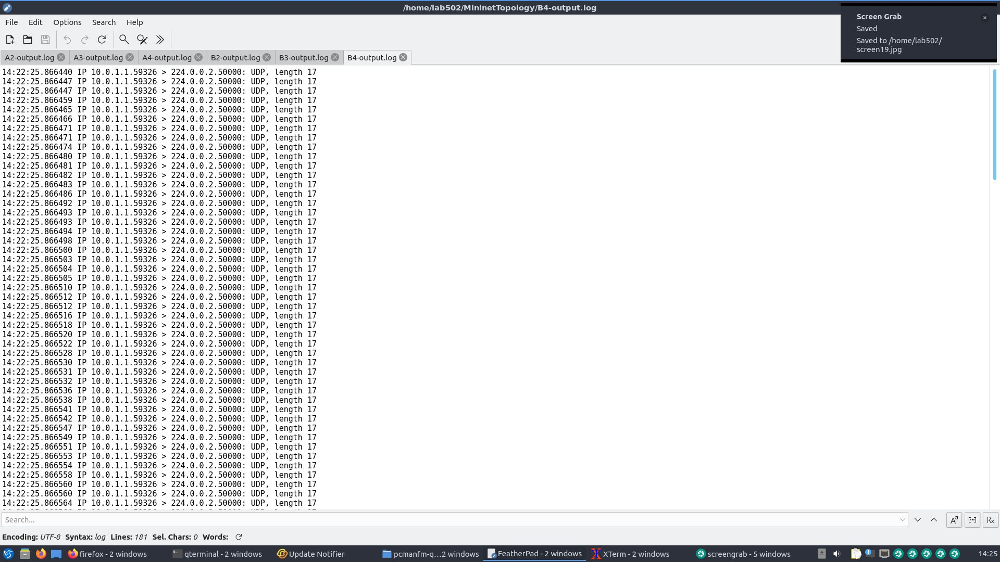 /home/lab502/MininetTopology/B4-output.log
File Edit Options Search Help
Screen Grab
Saved
Saved to /home/lab502/
screen19.jpg
A2-output.log A3-output.log A4-output.log B2-output.log B3-output.log B4-output.log
14:22:25.866440 IP 10.0.1.1.59326 > 224.0.0.2.50000: UDP, length 17
14:22:25.866447 IP 10.0.1.1.59326 > 224.0.0.2.50000: UDP, length 17
14:22:25.866447 IP 10.0.1.1.59326 > 224.0.0.2.50000: UDP, length 17
14:22:25.866459 IP 10.0.1.1.59326 > 224.0.0.2.50000: UDP, length 17
14:22:25.866465 IP 10.0.1.1.59326 > 224.0.0.2.50000: UDP, length 17
14:22:25.866466 IP 10.0.1.1.59326 > 224.0.0.2.50000: UDP, length 17
14:22:25.866471 IP 10.0.1.1.59326 > 224.0.0.2.50000: UDP, length 17
14:22:25.866471 IP 10.0.1.1.59326 > 224.0.0.2.50000: UDP, length 17
14:22:25.866474 IP 10.0.1.1.59326 > 224.0.0.2.50000: UDP, length 17
14:22:25.866480 IP 10.0.1.1.59326 > 224.0.0.2.50000: UDP, length 17
14:22:25.866481 IP 10.0.1.1.59326 > 224.0.0.2.50000: UDP, length 17
14:22:25.866482 IP 10.0.1.1.59326 > 224.0.0.2.50000: UDP, length 17
14:22:25.866483 IP 10.0.1.1.59326 > 224.0.0.2.50000: UDP, length 17
14:22:25.866486 IP 10.0.1.1.59326 > 224.0.0.2.50000: UDP, length 17
14:22:25.866492 IP 10.0.1.1.59326 > 224.0.0.2.50000: UDP, length 17
14:22:25.866493 IP 10.0.1.1.59326 > 224.0.0.2.50000: UDP, length 17
14:22:25.866493 IP 10.0.1.1.59326 > 224.0.0.2.50000: UDP, length 17
14:22:25.866494 IP 10.0.1.1.59326 > 224.0.0.2.50000: UDP, length 17
14:22:25.866498 IP 10.0.1.1.59326 > 224.0.0.2.50000: UDP, length 17
14:22:25.866500 IP 10.0.1.1.59326 > 224.0.0.2.50000: UDP, length 17
14:22:25.866503 IP 10.0.1.1.59326 > 224.0.0.2.50000: UDP, length 17
14:22:25.866504 IP 10.0.1.1.59326 > 224.0.0.2.50000: UDP, length 17
14:22:25.866505 IP 10.0.1.1.59326 > 224.0.0.2.50000: UDP, length 17
14:22:25.866510 IP 10.0.1.1.59326 > 224.0.0.2.50000: UDP, length 17
14:22:25.866512 IP 10.0.1.1.59326 > 224.0.0.2.50000: UDP, length 17
14:22:25.866512 IP 10.0.1.1.59326 > 224.0.0.2.50000: UDP, length 17
14:22:25.866516 IP 10.0.1.1.59326 > 224.0.0.2.50000: UDP, length 17
14:22:25.866518 IP 10.0.1.1.59326 > 224.0.0.2.50000: UDP, length 17
14:22:25.866520 IP 10.0.1.1.59326 > 224.0.0.2.50000: UDP, length 17
14:22:25.866522 IP 10.0.1.1.59326 > 224.0.0.2.50000: UDP, length 17
14:22:25.866528 IP 10.0.1.1.59326 > 224.0.0.2.50000: UDP, length 17
14:22:25.866530 IP 10.0.1.1.59326 > 224.0.0.2.50000: UDP, length 17
14:22:25.866531 IP 10.0.1.1.59326 > 224.0.0.2.50000: UDP, length 17
14:22:25.866532 IP 10.0.1.1.59326 > 224.0.0.2.50000: UDP, length 17
14:22:25.866536 IP 10.0.1.1.59326 > 224.0.0.2.50000: UDP, length 17
14:22:25.866538 IP 10.0.1.1.59326 > 224.0.0.2.50000: UDP, length 17
14:22:25.866541 IP 10.0.1.1.59326 > 224.0.0.2.50000: UDP, length 17
14:22:25.866542 IP 10.0.1.1.59326 > 224.0.0.2.50000: UDP, length 17
14:22:25.866547 IP 10.0.1.1.59326 > 224.0.0.2.50000: UDP, length 17
14:22:25.866549 IP 10.0.1.1.59326 > 224.0.0.2.50000: UDP, length 17
14:22:25.866551 IP 10.0.1.1.59326 > 224.0.0.2.50000: UDP, length 17
14:22:25.866553 IP 10.0.1.1.59326 > 224.0.0.2.50000: UDP, length 17
14:22:25.866554 IP 10.0.1.1.59326 > 224.0.0.2.50000: UDP, length 17
14:22:25.866558 IP 10.0.1.1.59326 > 224.0.0.2.50000: UDP, length 17
14:22:25.866560 IP 10.0.1.1.59326 > 224.0.0.2.50000: UDP, length 17
14:22:25.866560 IP 10.0.1.1.59326 > 224.0.0.2.50000: UDP, length 17
14:22:25.866564 IP 10.0.1.1.59326 > 224.0.0.2.50000: UDP, length 17
Search...
Encoding: UTF-8 Syntax: log Lines: 181 Sel. Chars: 0 Words:
firefox - 2 windows qterminal - 2 windows Update Notifier pcmanfm-q...2 windows FeatherPad - 2 windows XTerm - 2 windows screengrab - 5 windows 14:25